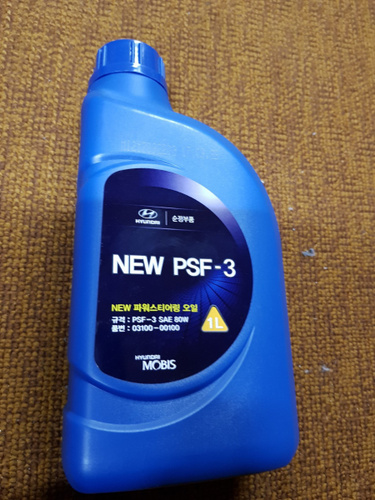 HYUNDAI 순정부품
NEW PSF-3
NEW 파워스티어링 오일
규격 : PSF-3 SAE 80W
품번 : 03100-00100
1L
HYUNDAI
MOBIS